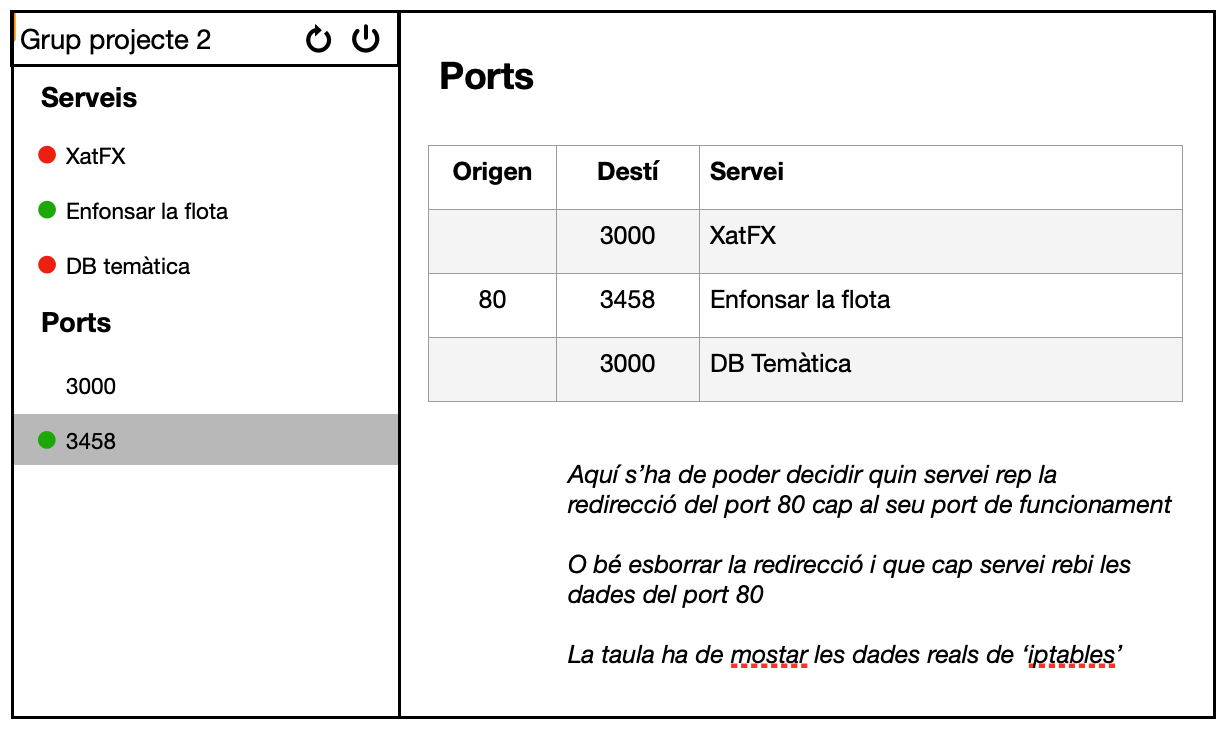 Grup projecte 2
Serveis
XatFX
Enfonsar la flota
DB temàtica
Ports
3000
3458
Ports
Origen Destí Servei
3000 XatFX
80 3458 Enfonsar la flota
3000 DB Temàtica
Aquí s’ha de poder decidir quin servei rep la
redirecció del port 80 cap al seu port de funcionament
O bé esborrar la redirecció i que cap servei rebi les
dades del port 80
La taula ha de mostar les dades reals de ‘iptables’